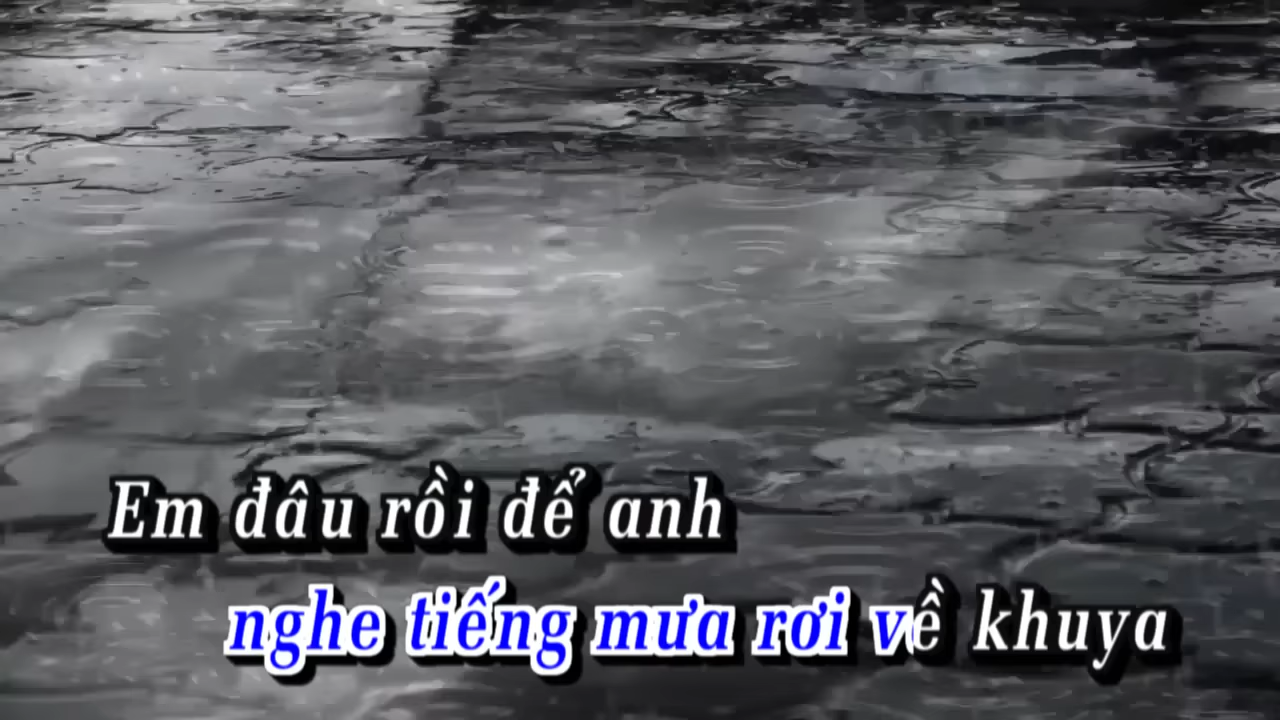 Em đâu rồi để anh
nghe tiếng mưa rơi về khuya